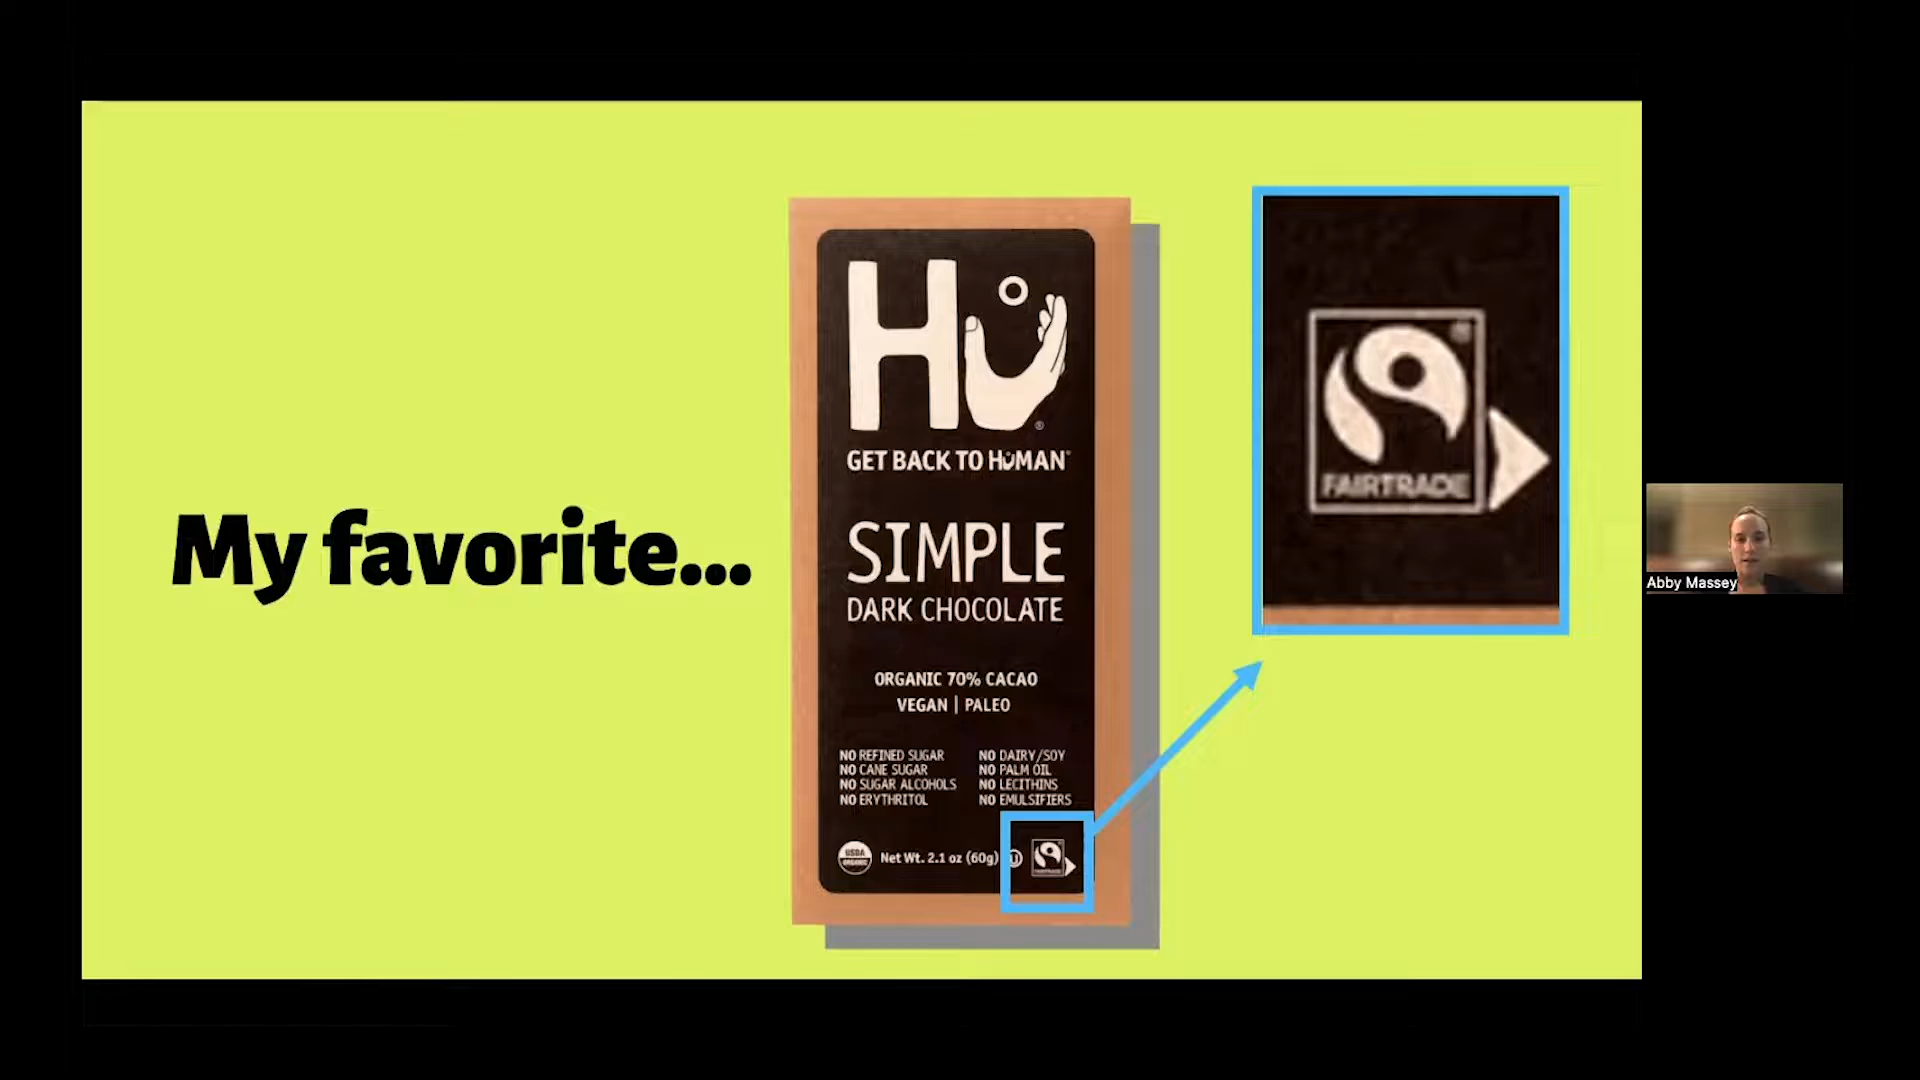 My favorite...
Hu
®
GET BACK TO HUMAN
SIMPLE
DARK CHOCOLATE
ORGANIC 70% CACAO
VEGAN | PALEO
NO REFINED SUGAR
NO CANE SUGAR
NO SUGAR ALCOHOLS
NO ERYTHRITOL
NO DAIRY/SOY
NO PALM OIL
NO LECITHINS
NO EMULSIFIERS
USDA
ORGANIC
Net Wt. 2.1 oz (60g)
U
FAIRTRADE
®
FAIRTRADE
Abby Massey